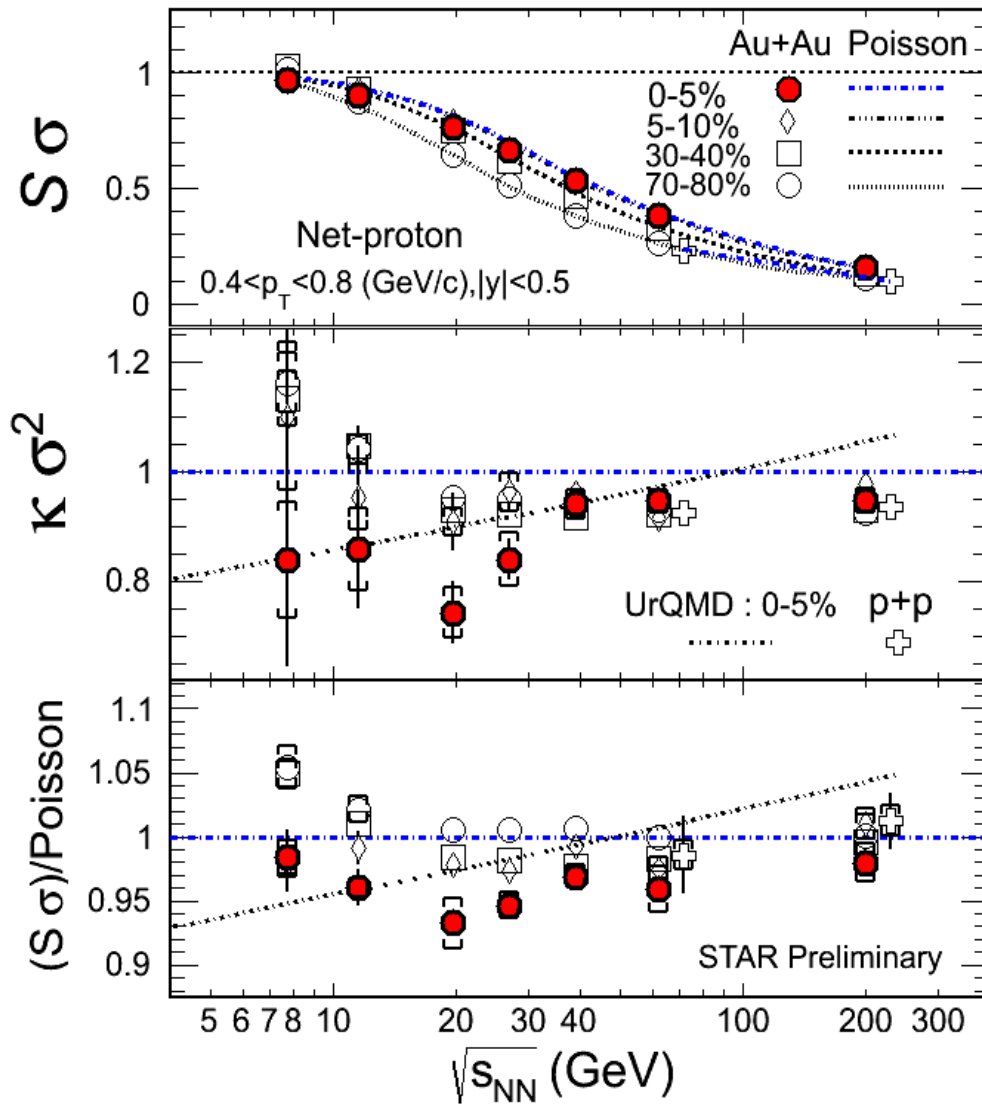 S σ
1
0.5
0
Au+Au Poisson
0-5%
5-10%
30-40%
70-80%
Net-proton
0.4<p_T<0.8 (GeV/c),|y|<0.5
κ σ²
1.2
1
0.8
UrQMD : 0-5% p+p
(S σ)/Poisson
1.1
1.05
1
0.95
0.9
STAR Preliminary
5 6 7 8 10 20 30 40 100 200 300
√s_NN (GeV)